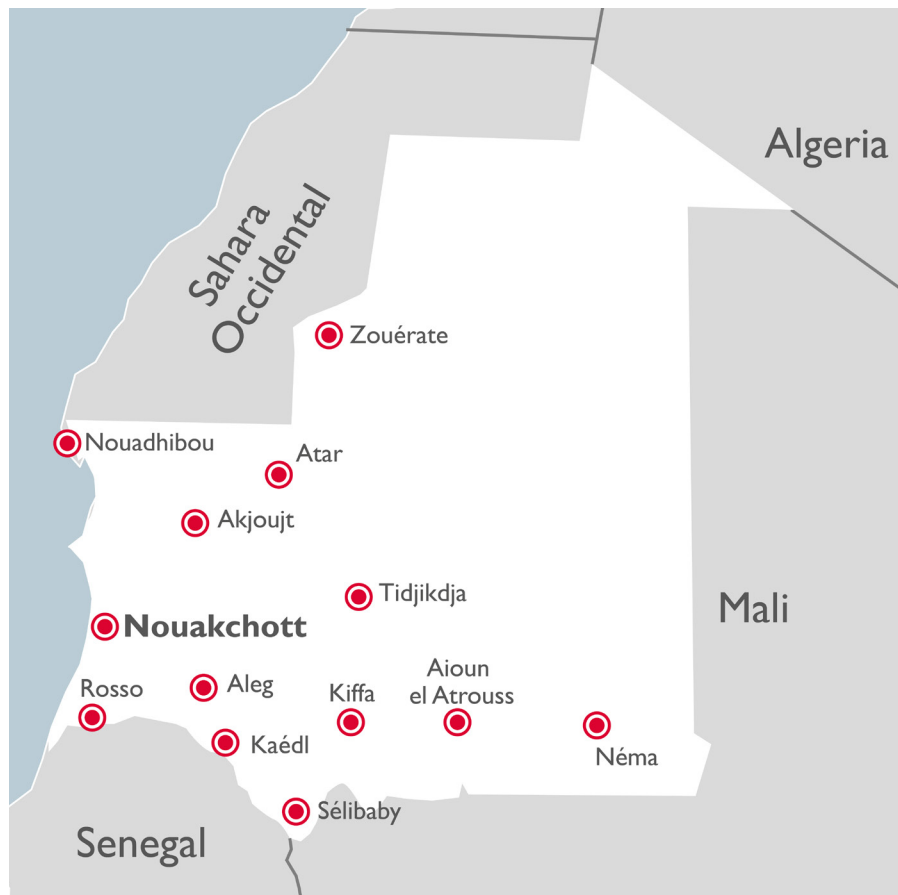 Algeria
Sahara
Occidental
Zouérate
Nouadhibou
Atar
Akjoujt
Tidjikdja
Mali
Nouakchott
Rosso
Aleg
Kiffa
Aioun
el Atrouss
Kaédl
Néma
Sélibaby
Senegal